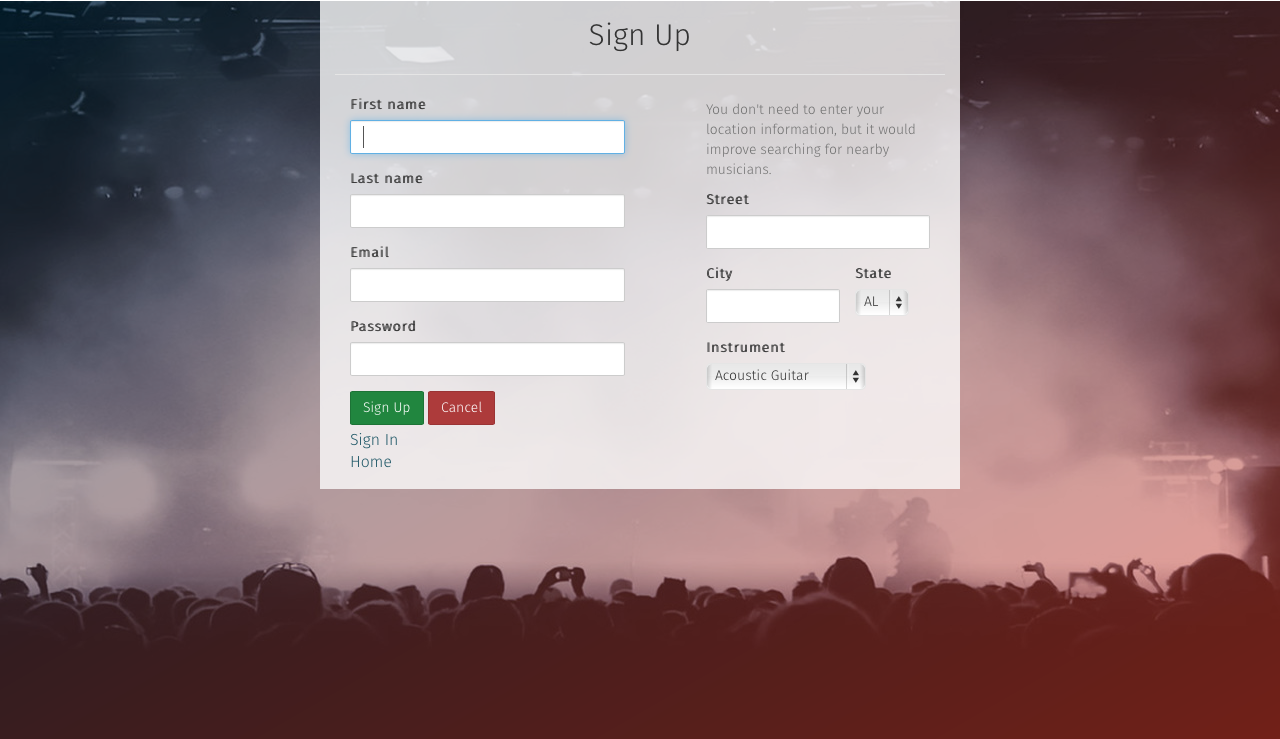 Sign Up
First name
Last name
Email
Password
Sign Up Cancel
Sign In
Home
You don't need to enter your
location information, but it would
improve searching for nearby
musicians.
Street
City State
AL
Instrument
Acoustic Guitar